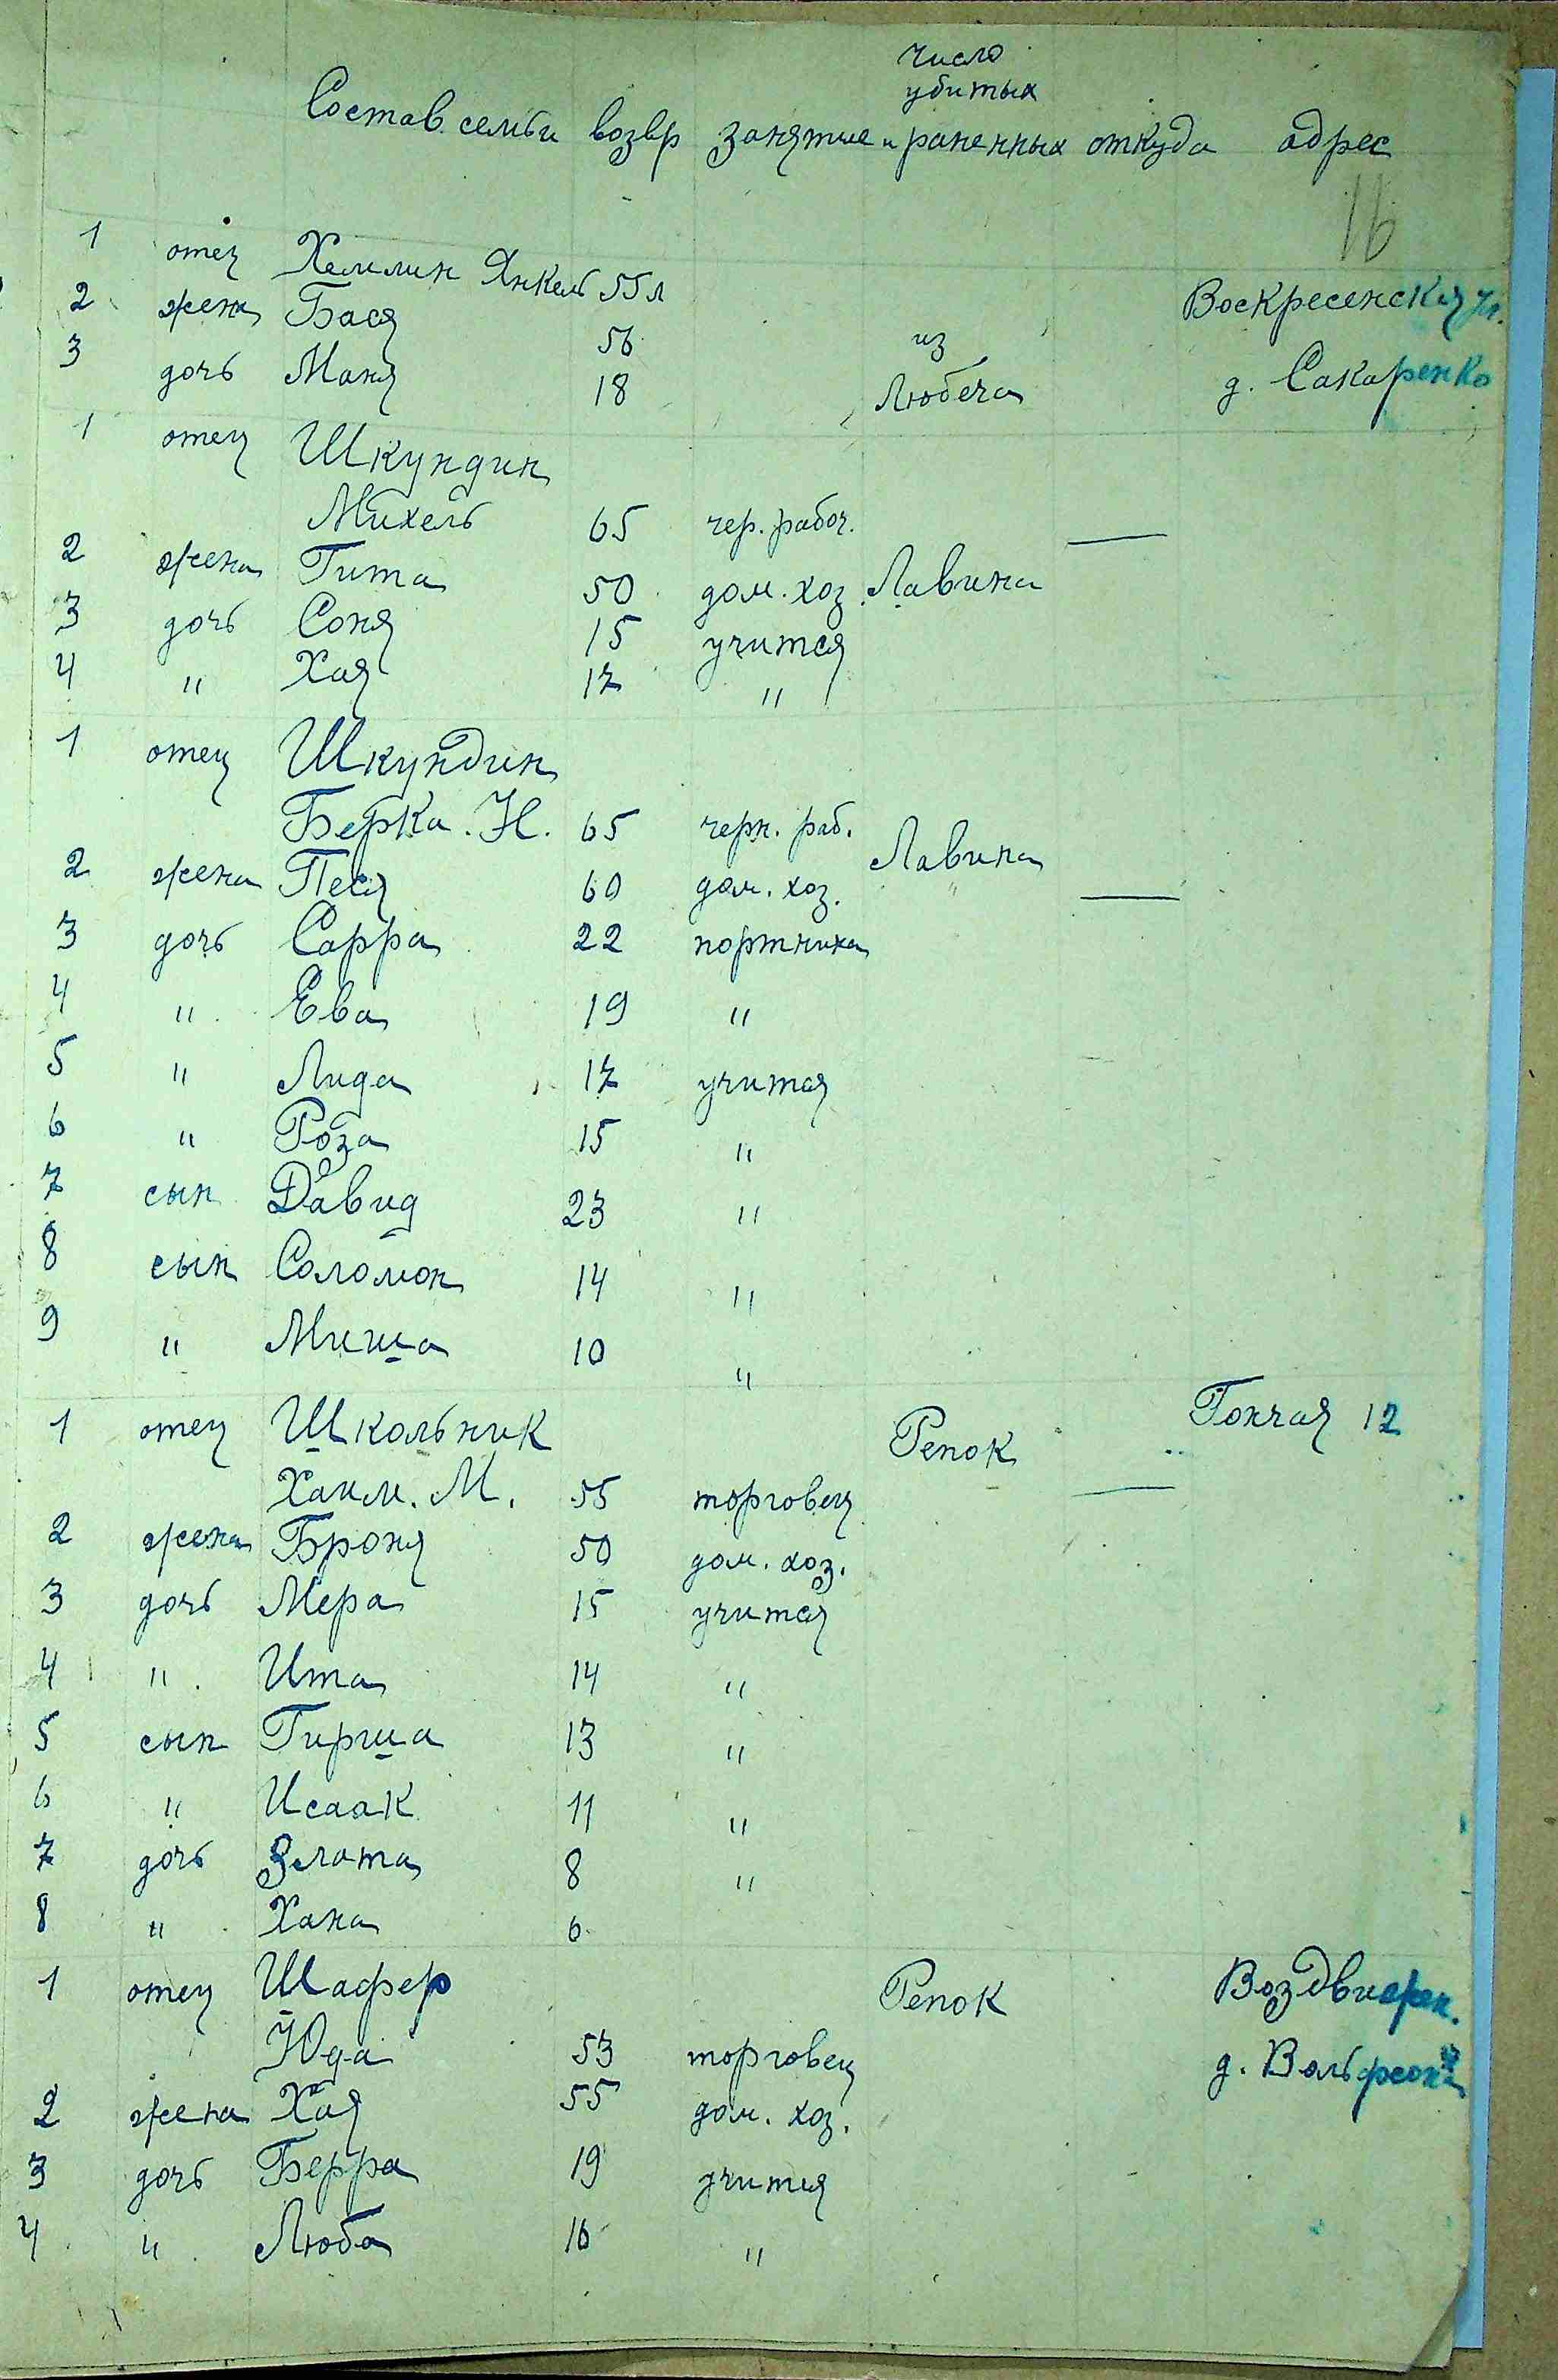 число
убитых
Состав семьи возвр занятие и раненных откуда адрес
16
1 отец Хемлин Янкель 55 л
2 жена Бася 56 Воскресенская ул.
3 дочь Маня 18 из Любеча д. Сакаренко
1 отец Шкундин
Михель 65 чер. рабоч. —
2 жена Гита 50 дом. хоз. Лавина
3 дочь Соня 15 учится
4 " Хая 17 "
1 отец Шкундин
Берка. Н. 65 черн. раб. Лавина
2 жена Песя 60 дом. хоз. —
3 дочь Сарра 22 портниха
4 " Ева 19 "
5 " Лида 17 учится
6 " Роза 15 "
7 сын Давид 23 "
8 сын Соломон 14 "
9 " Миша 10 "
1 отец Школьник Репок Гончая 12
Хаим. М. 55 торговец —
2 жена Броня 50 дом. хоз.
3 дочь Мера 15 учится
4 " Ита 14 "
5 сын Гирша 13 "
6 " Исаак 11 "
7 дочь Злата 8 "
8 " Хана 6
1 отец Шафер Репок Воздвижен.
Юда 53 торговец д. Вольфсона
2 жена Хая 55 дом. хоз.
3 дочь Берра 19 учится
4 " Люба 16 "